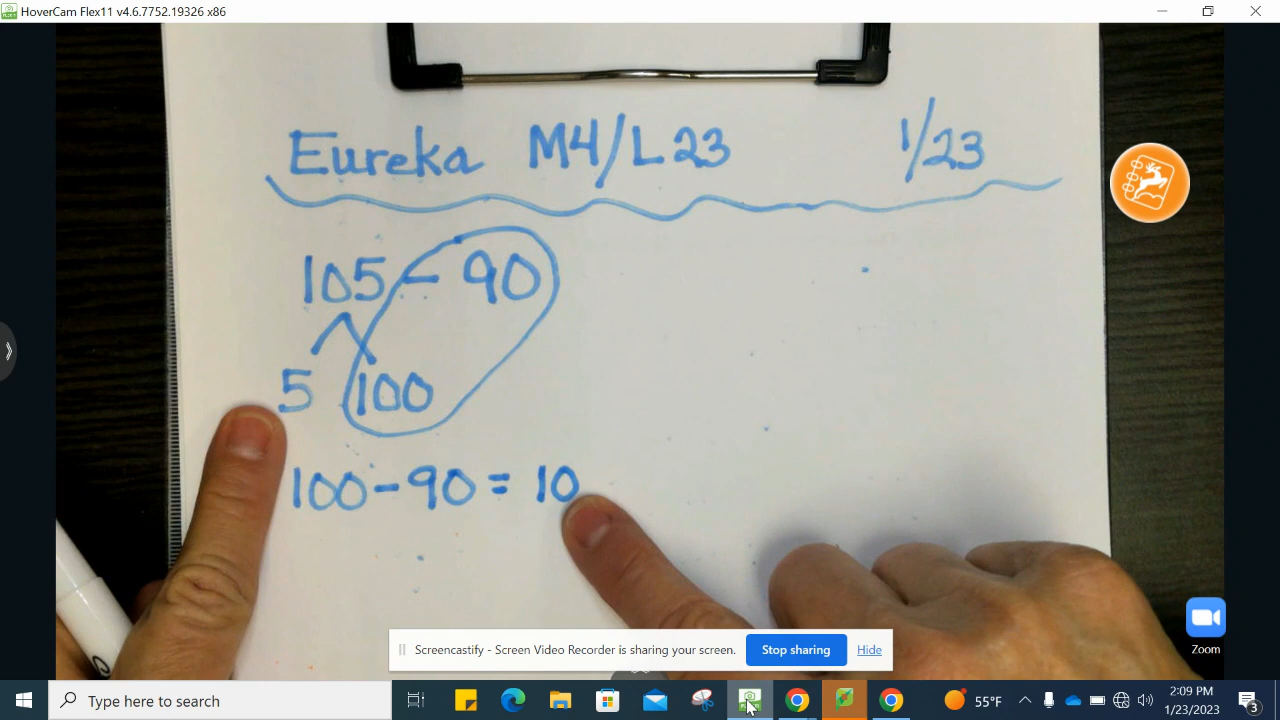 HoverCam Flex11 v4.6.7752.19326 x86
Eureka M4/L23 1/23
105 - 90
5 100
100 - 90 = 10
Screencastify - Screen Video Recorder is sharing your screen.
Stop sharing
Hide
Zoom
Type here to search
55°F
2:09 PM
1/23/2023
3